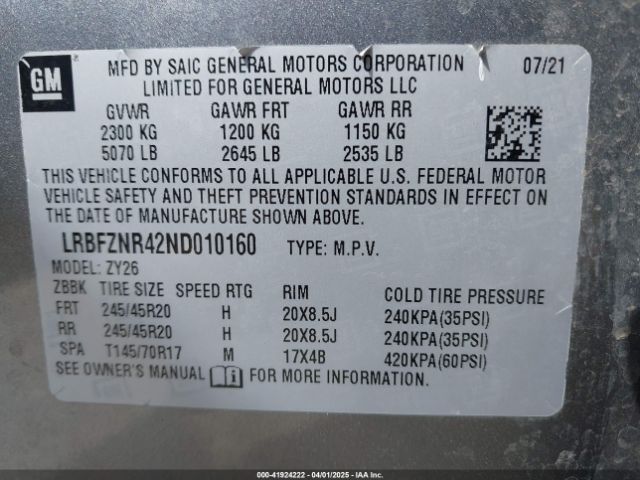 GM
MFD BY SAIC GENERAL MOTORS CORPORATION 07/21
LIMITED FOR GENERAL MOTORS LLC
GVWR GAWR FRT GAWR RR
2300 KG 1200 KG 1150 KG
5070 LB 2645 LB 2535 LB
THIS VEHICLE CONFORMS TO ALL APPLICABLE U.S. FEDERAL MOTOR
VEHICLE SAFETY AND THEFT PREVENTION STANDARDS IN EFFECT ON
THE DATE OF MANUFACTURE SHOWN ABOVE.
LRBFZNR42ND010160 TYPE: M.P.V.
MODEL: ZY26
ZBBK TIRE SIZE SPEED RTG RIM COLD TIRE PRESSURE
FRT 245/45R20 H 20X8.5J 240KPA(35PSI)
RR 245/45R20 H 20X8.5J 240KPA(35PSI)
SPA T145/70R17 M 17X4B 420KPA(60PSI)
SEE OWNER'S MANUAL FOR MORE INFORMATION.
000-41924222 - 04/01/2025 - IAA Inc.